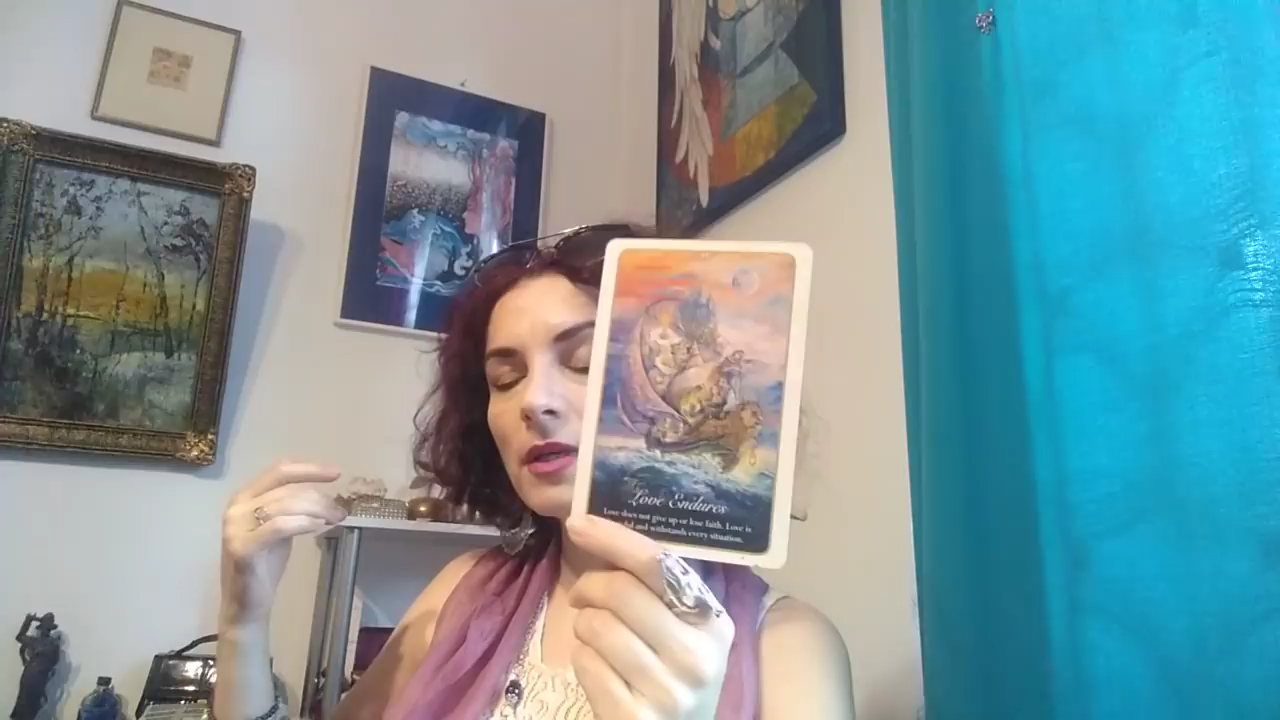 Love Endures
Love does not give up or lose faith. Love is
and withstands every situation.